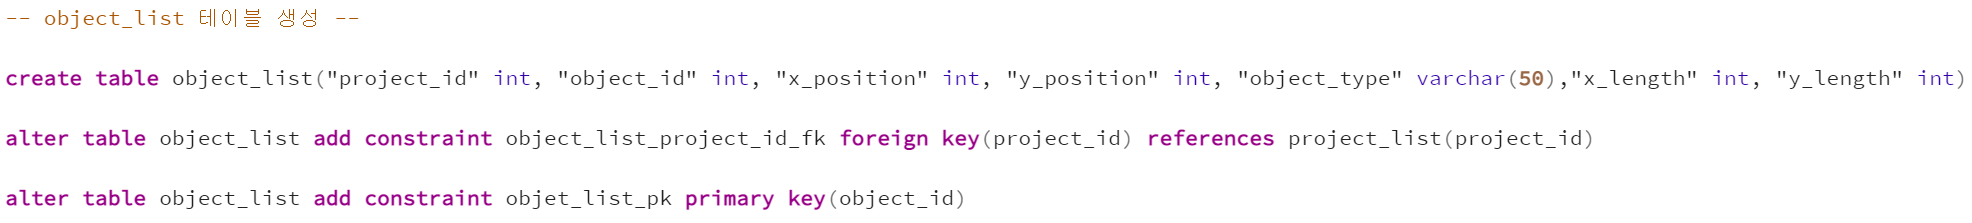 -- object_list 테이블 생성 --
create table object_list("project_id" int, "object_id" int, "x_position" int, "y_position" int, "object_type" varchar(50),"x_length" int, "y_length" int)
alter table object_list add constraint object_list_project_id_fk foreign key(project_id) references project_list(project_id)
alter table object_list add constraint objet_list_pk primary key(object_id)